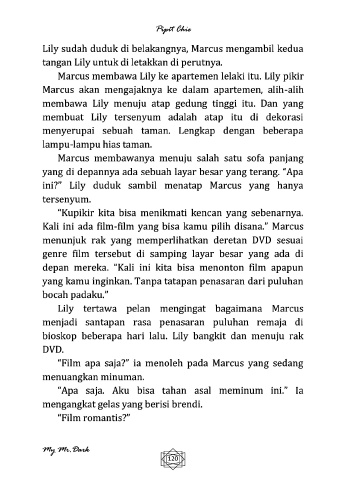 Pipit Chie
Lily sudah duduk di belakangnya, Marcus mengambil kedua
tangan Lily untuk di letakkan di perutnya.
Marcus membawa Lily ke apartemen lelaki itu. Lily pikir
Marcus akan mengajaknya ke dalam apartemen, alih-alih
membawa Lily menuju atap gedung tinggi itu. Dan yang
membuat Lily tersenyum adalah atap itu di dekorasi
menyerupai sebuah taman. Lengkap dengan beberapa
lampu-lampu hias taman.
Marcus membawanya menuju salah satu sofa panjang
yang di depannya ada sebuah layar besar yang terang. “Apa
ini?” Lily duduk sambil menatap Marcus yang hanya
tersenyum.
“Kupikir kita bisa menikmati kencan yang sebenarnya.
Kali ini ada film-film yang bisa kamu pilih disana.” Marcus
menunjuk rak yang memperlihatkan deretan DVD sesuai
genre film tersebut di samping layar besar yang ada di
depan mereka. “Kali ini kita bisa menonton film apapun
yang kamu inginkan. Tanpa tatapan penasaran dari puluhan
bocah padaku.”
Lily tertawa pelan mengingat bagaimana Marcus
menjadi santapan rasa penasaran puluhan remaja di
bioskop beberapa hari lalu. Lily bangkit dan menuju rak
DVD.
“Film apa saja?” ia menoleh pada Marcus yang sedang
menuangkan minuman.
“Apa saja. Aku bisa tahan asal meminum ini.” Ia
mengangkat gelas yang berisi brendi.
“Film romantis?”
My Mr. Dark
120